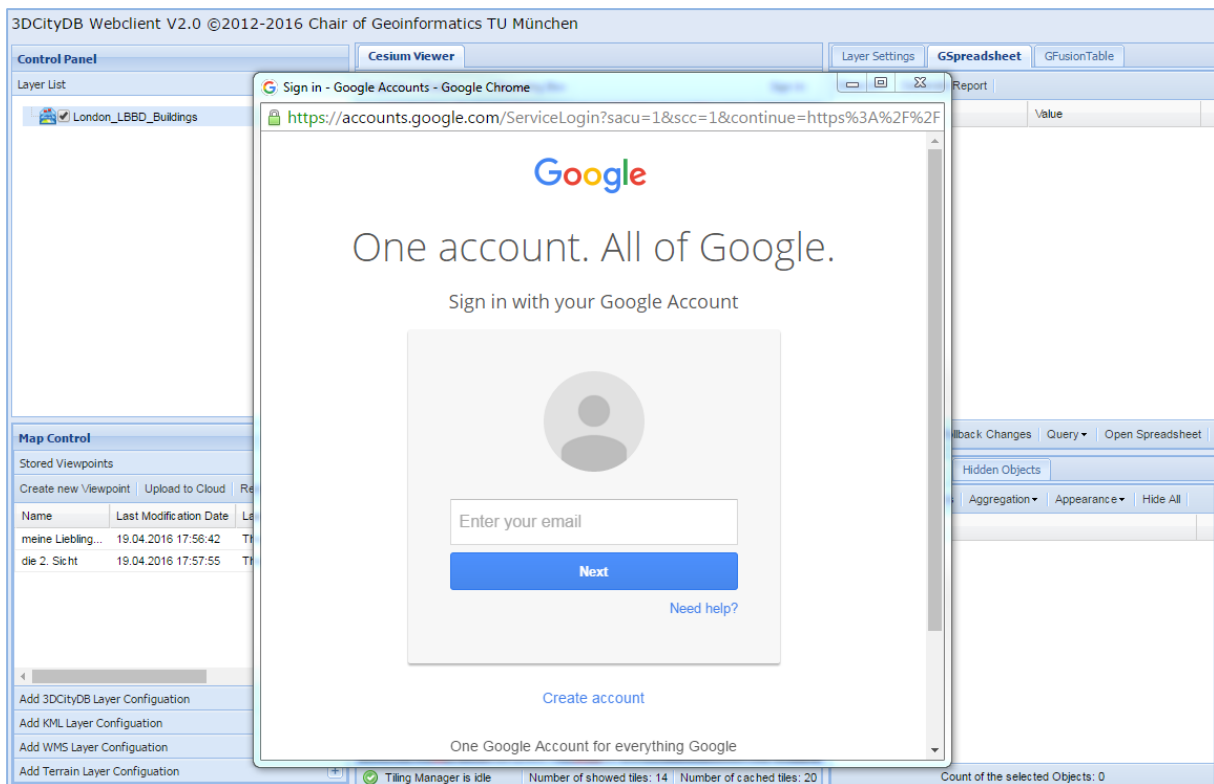 3DCityDB Webclient V2.0 ©2012-2016 Chair of Geoinformatics TU München
Control Panel
Layer List
London_LBBD_Buildings
Cesium Viewer
Layer Settings
GSpreadsheet
GFusionTable
Report
Value
Sign in - Google Accounts - Google Chrome
https://accounts.google.com/ServiceLogin?sacu=1&scc=1&continue=https%3A%2F%2F
Google
One account. All of Google.
Sign in with your Google Account
Enter your email
Next
Need help?
Create account
One Google Account for everything Google
Map Control
Stored Viewpoints
Create new Viewpoint Upload to Cloud Re
Name Last Modification Date La
meine Liebling... 19.04.2016 17:56:42 Th
die 2. Sicht 19.04.2016 17:57:55 Th
Add 3DCityDB Layer Configuation
Add KML Layer Configuation
Add WMS Layer Configuation
Add Terrain Layer Configuation
llback Changes Query Open Spreadsheet
Hidden Objects
Aggregation Appearance Hide All
Tiling Manager is idle Number of showed tiles: 14 Number of cached tiles: 20
Count of the selected Objects: 0